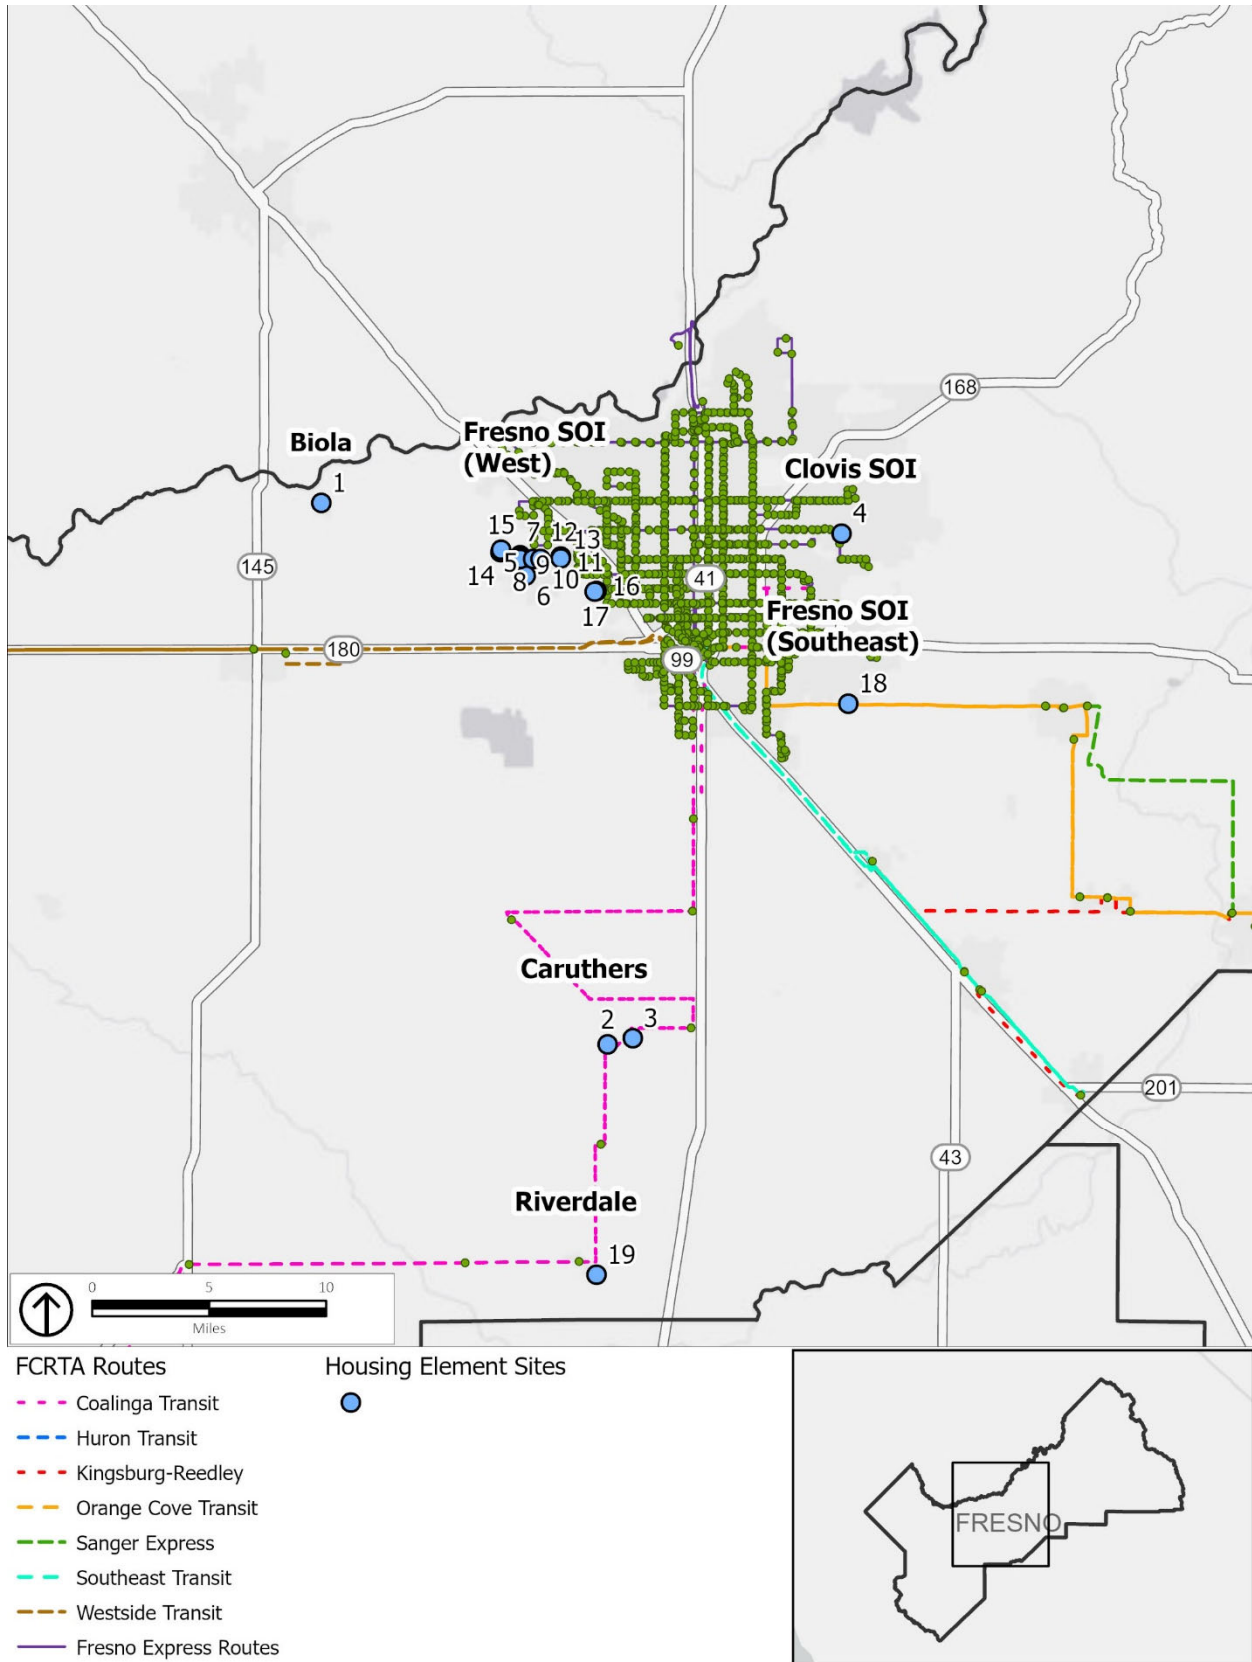 168
Biola
Fresno SOI
(West)
Clovis SOI
1
4
15
7
12
13
145
14
5
9
11
8
10
16
41
6
17
Fresno SOI
(Southeast)
180
99
18
Caruthers
2
3
201
43
Riverdale
19
0
5
10
Miles
FCRTA Routes
Housing Element Sites
Coalinga Transit
Huron Transit
Kingsburg-Reedley
Orange Cove Transit
Sanger Express
Southeast Transit
Westside Transit
Fresno Express Routes
FRESNO